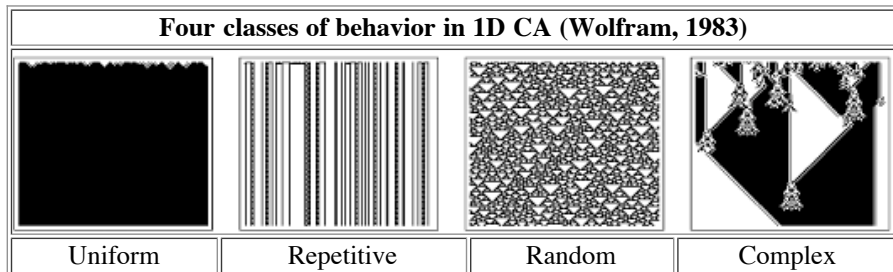 Four classes of behavior in 1D CA (Wolfram, 1983)
Uniform Repetitive Random Complex